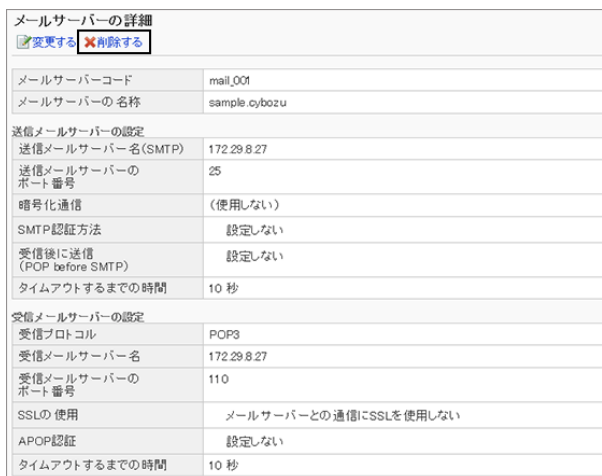 メールサーバーの詳細
変更する 削除する
メールサーバーコード mail_001
メールサーバーの名称 sample.cybozu
送信メールサーバーの設定
送信メールサーバー名(SMTP) 172.29.8.27
送信メールサーバーの
ポート番号 25
暗号化通信 (使用しない)
SMTP認証方法 設定しない
受信後に送信
(POP before SMTP) 設定しない
タイムアウトするまでの時間 10 秒
受信メールサーバーの設定
受信プロトコル POP3
受信メールサーバー名 172.29.8.27
受信メールサーバーの
ポート番号 110
SSLの使用 メールサーバーとの通信にSSLを使用しない
APOP認証 設定しない
タイムアウトするまでの時間 10 秒